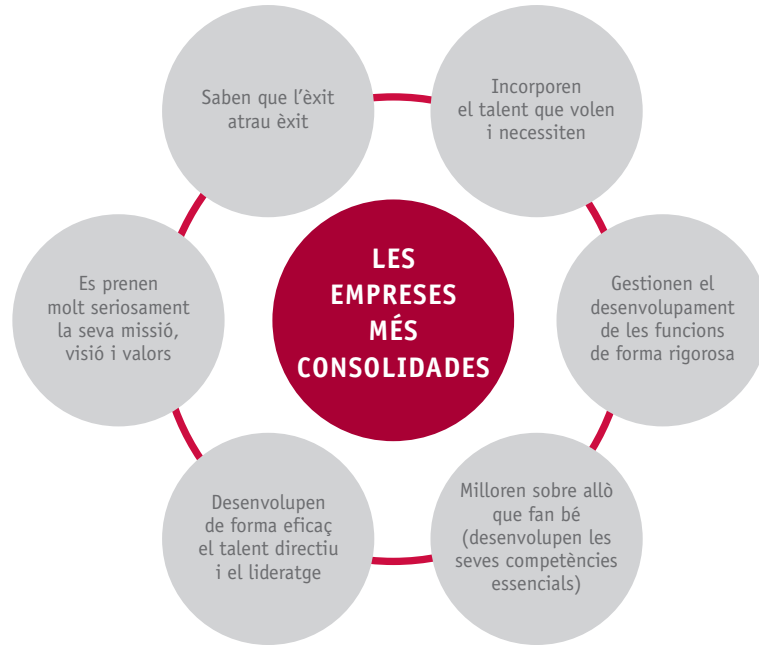 Saben que l’èxit
atrau èxit
Incorporen
el talent que volen
i necessiten
Gestionen el
desenvolupament
de les funcions
de forma rigorosa
Milloren sobre allò
que fan bé
(desenvolupen les
seves competències
essencials)
Desenvolupen
de forma eficaç
el talent directiu
i el lideratge
Es prenen
molt seriosament
la seva missió,
visió i valors
LES
EMPRESES
MÉS
CONSOLIDADES